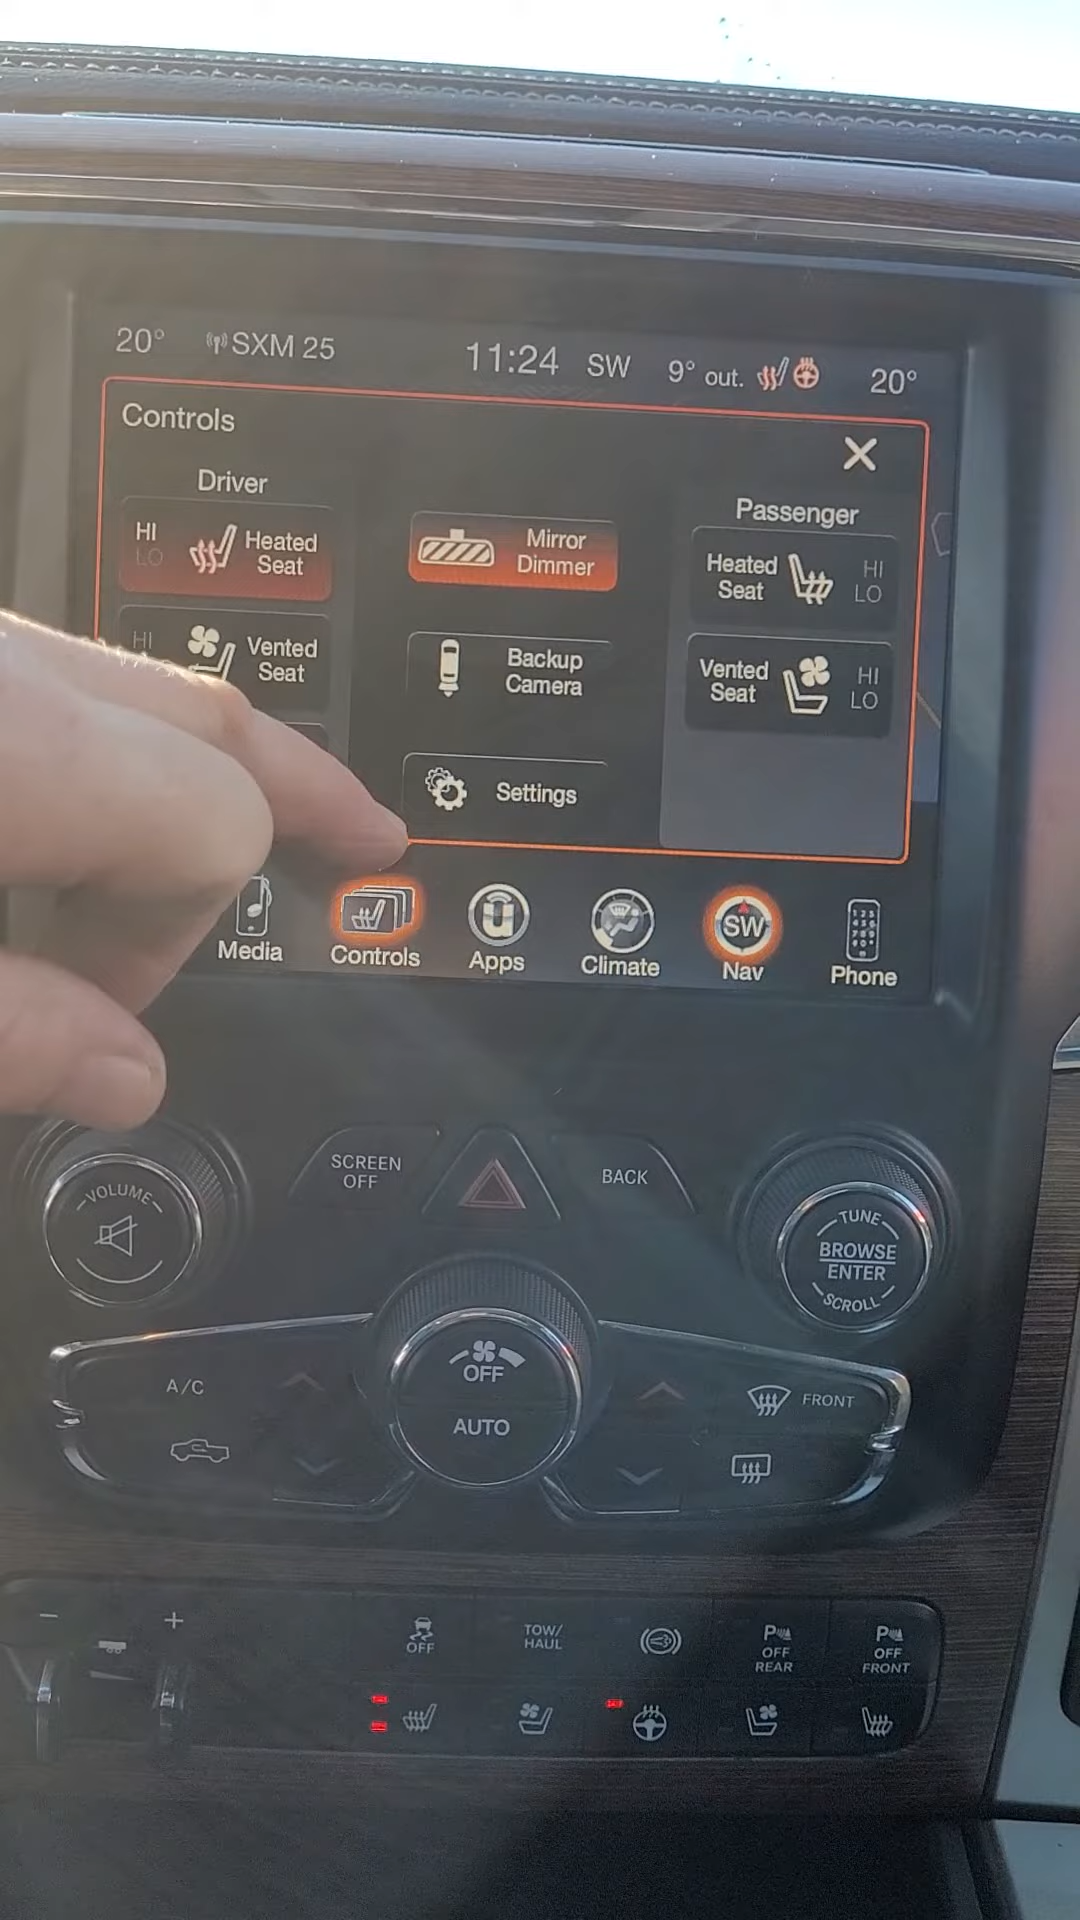 20° SXM 25 11:24 SW 9° out. 20°
Controls
Driver
Passenger
HI
LO
Heated
Seat
Mirror
Dimmer
Heated
Seat
HI
LO
HI
Vented
Seat
Backup
Camera
Vented
Seat
HI
LO
Settings
Media
Controls
Apps
Climate
SW
Nav
Phone
VOLUME
SCREEN
OFF
BACK
TUNE
BROWSE
ENTER
SCROLL
OFF
AUTO
A/C
FRONT
− +
OFF
TOW/
HAUL
P
OFF
REAR
P
OFF
FRONT